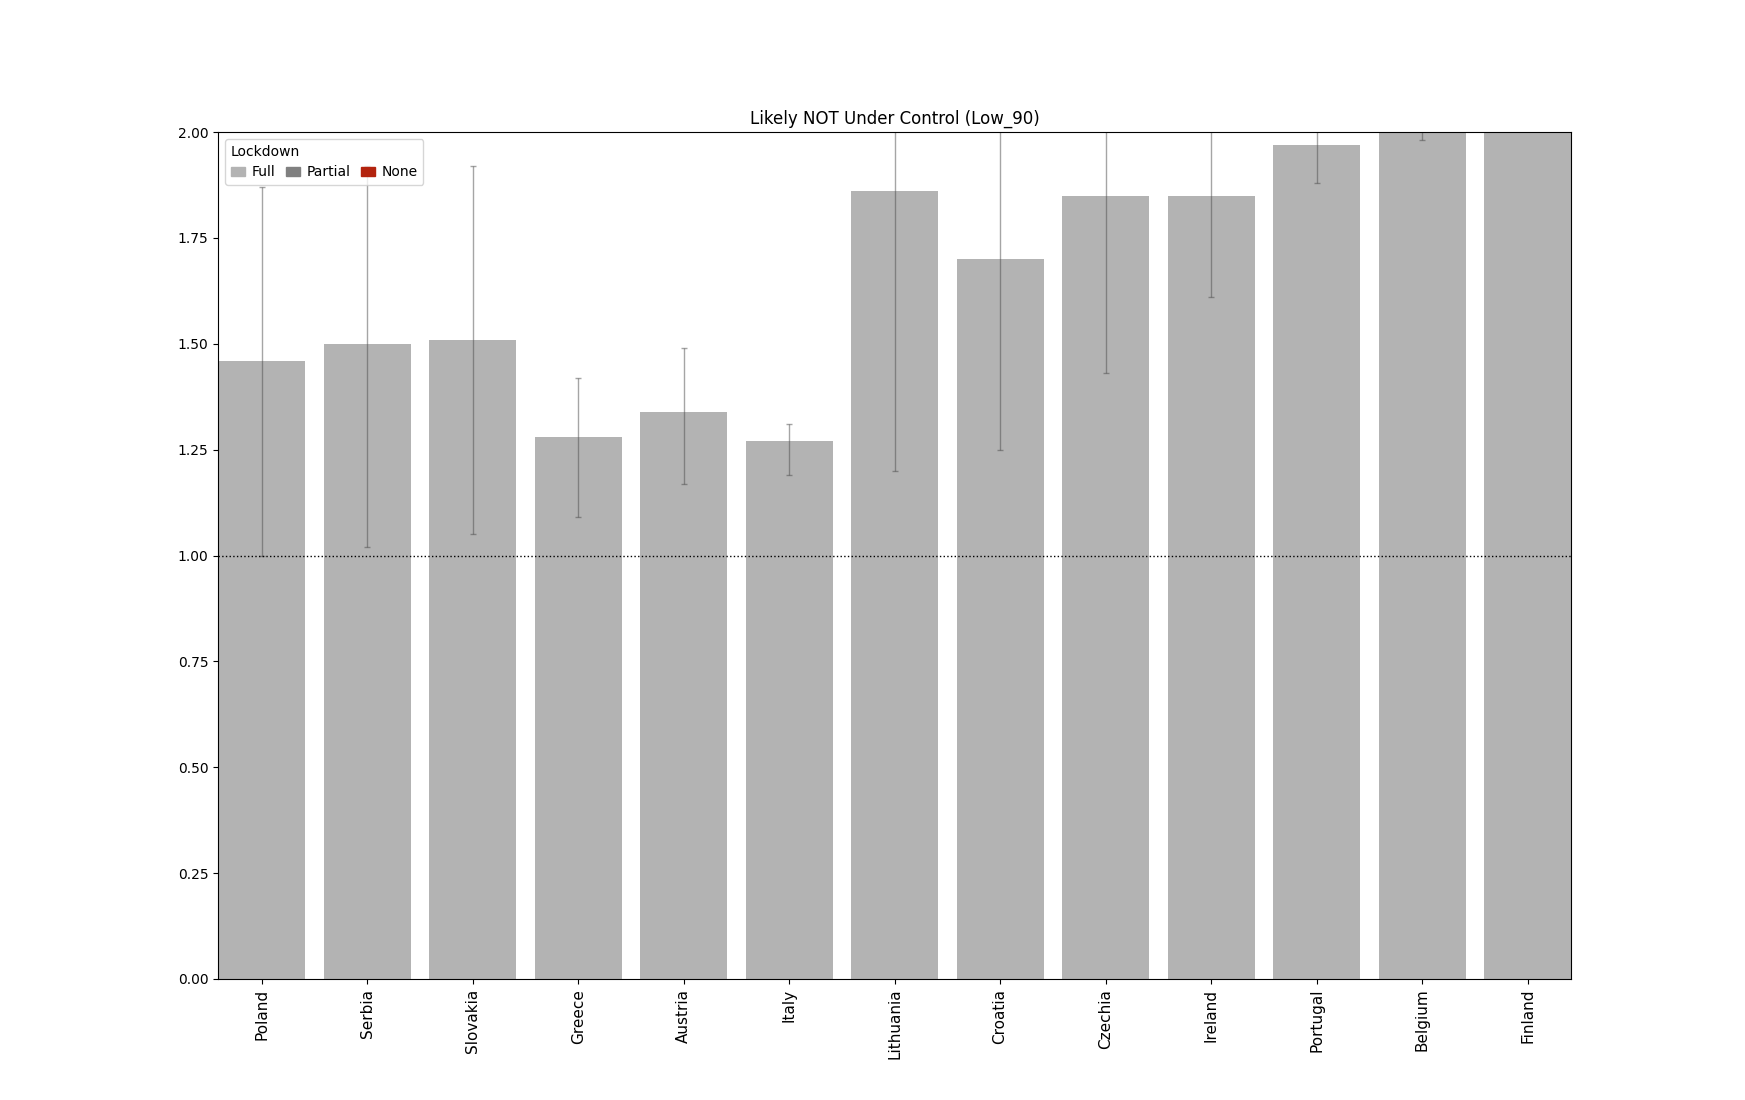 Likely NOT Under Control (Low_90)
Lockdown
Full Partial None
2.00
1.75
1.50
1.25
1.00
0.75
0.50
0.25
0.00
Poland
Serbia
Slovakia
Greece
Austria
Italy
Lithuania
Croatia
Czechia
Ireland
Portugal
Belgium
Finland